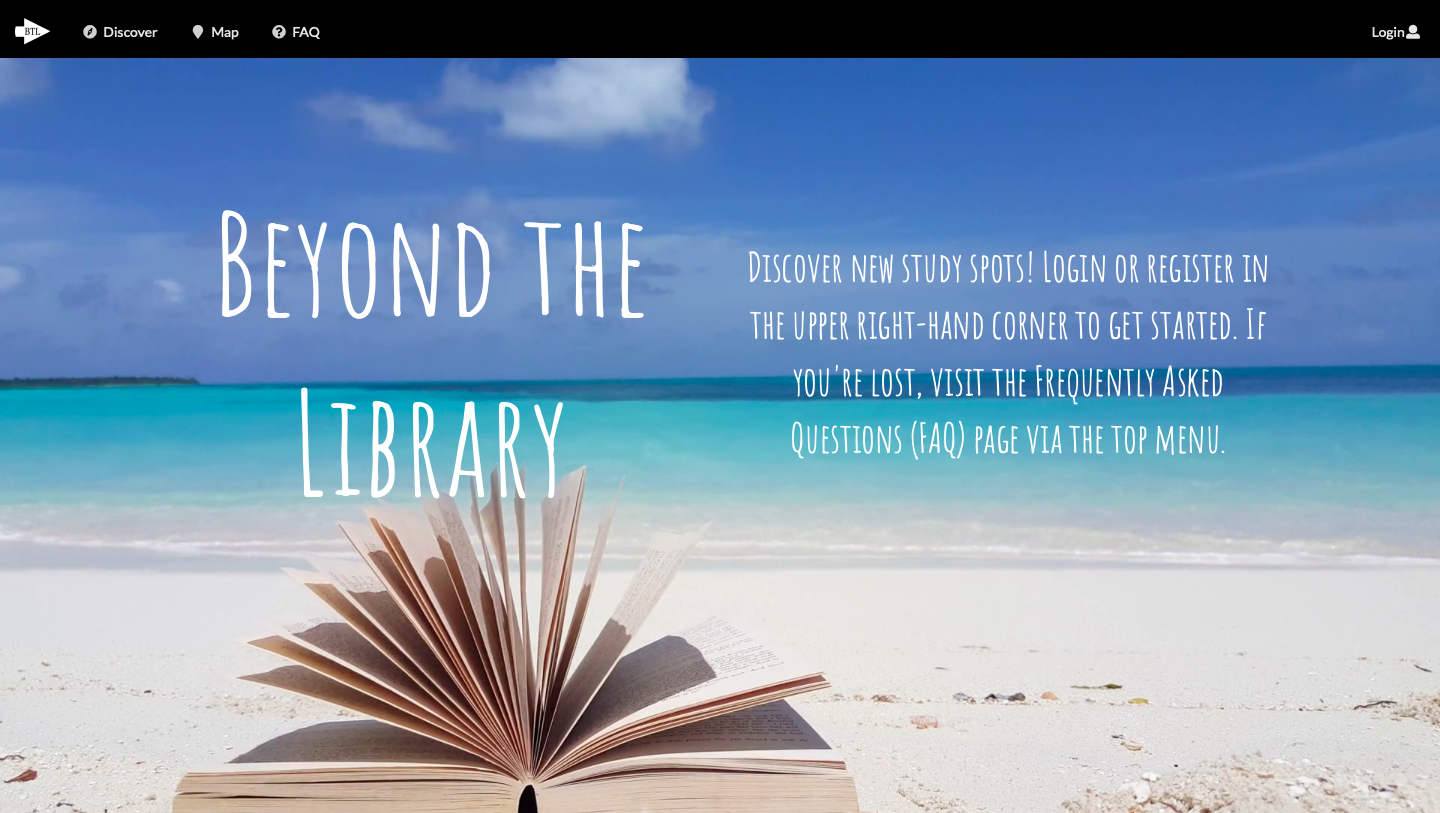 BTL
Discover
Map
FAQ
Login
Beyond the
Library
Discover new study spots! Login or register in
the upper right-hand corner to get started. If
you're lost, visit the Frequently Asked
Questions (FAQ) page via the top menu.